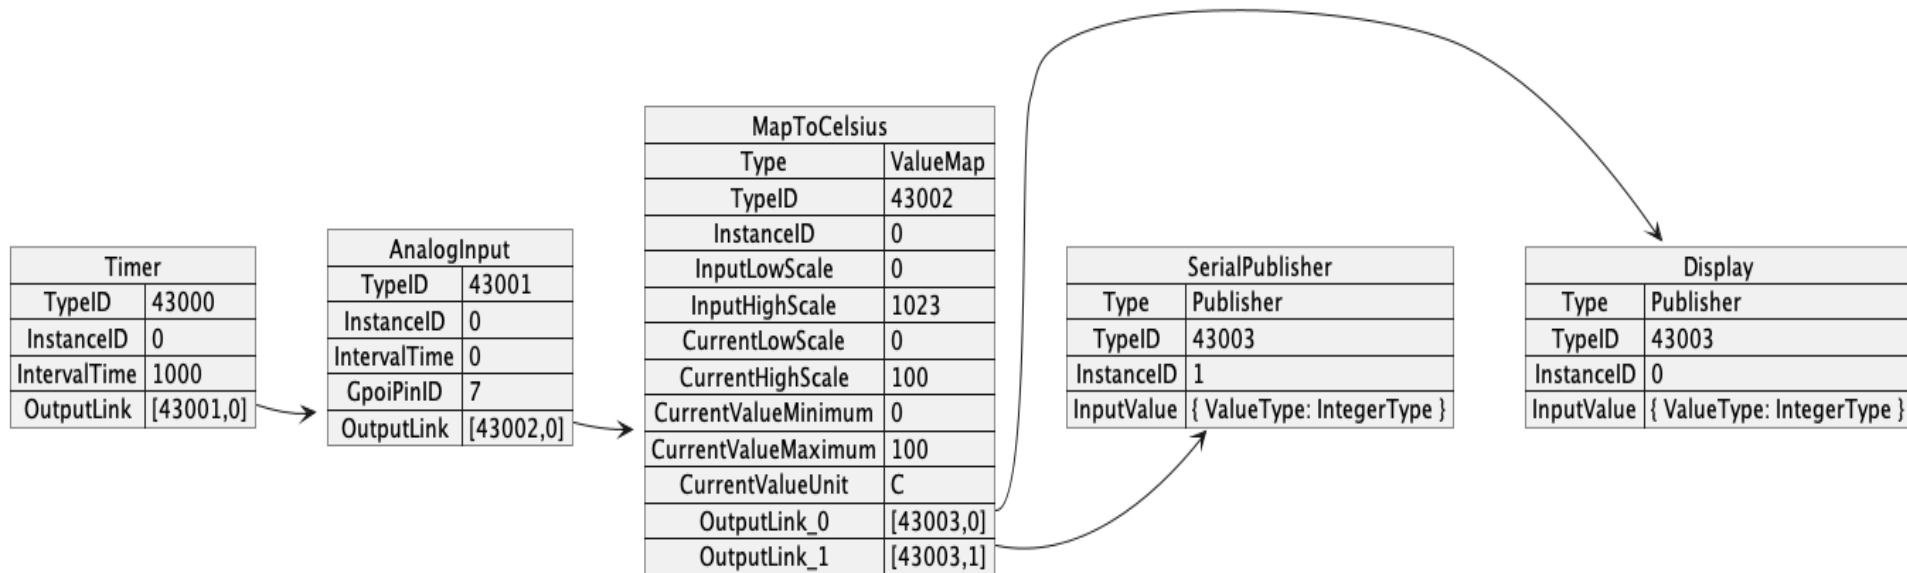 Timer
TypeID 43000
InstanceID 0
IntervalTime 1000
OutputLink [43001,0]
AnalogInput
TypeID 43001
InstanceID 0
IntervalTime 0
GpoiPinID 7
OutputLink [43002,0]
MapToCelsius
Type ValueMap
TypeID 43002
InstanceID 0
InputLowScale 0
InputHighScale 1023
CurrentLowScale 0
CurrentHighScale 100
CurrentValueMinimum 0
CurrentValueMaximum 100
CurrentValueUnit C
OutputLink_0 [43003,0]
OutputLink_1 [43003,1]
SerialPublisher
Type Publisher
TypeID 43003
InstanceID 1
InputValue { ValueType: IntegerType }
Display
Type Publisher
TypeID 43003
InstanceID 0
InputValue { ValueType: IntegerType }